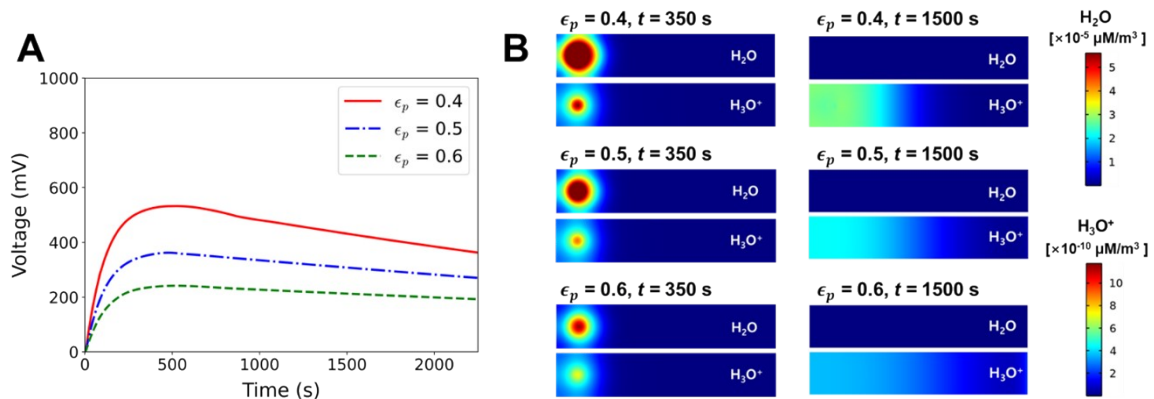 A
Voltage (mV)
1000
800
600
400
200
0
0 500 1000 1500 2000
Time (s)
ϵp = 0.4
ϵp = 0.5
ϵp = 0.6
B
ϵp = 0.4, t = 350 s
H₂O
H₃O⁺
ϵp = 0.4, t = 1500 s
H₂O
H₃O⁺
ϵp = 0.5, t = 350 s
H₂O
H₃O⁺
ϵp = 0.5, t = 1500 s
H₂O
H₃O⁺
ϵp = 0.6, t = 350 s
H₂O
H₃O⁺
ϵp = 0.6, t = 1500 s
H₂O
H₃O⁺
H₂O
[ ×10⁻⁵ μM/m³ ]
5
4
3
2
1
H₃O⁺
[×10⁻¹⁰ μM/m³ ]
10
8
6
4
2